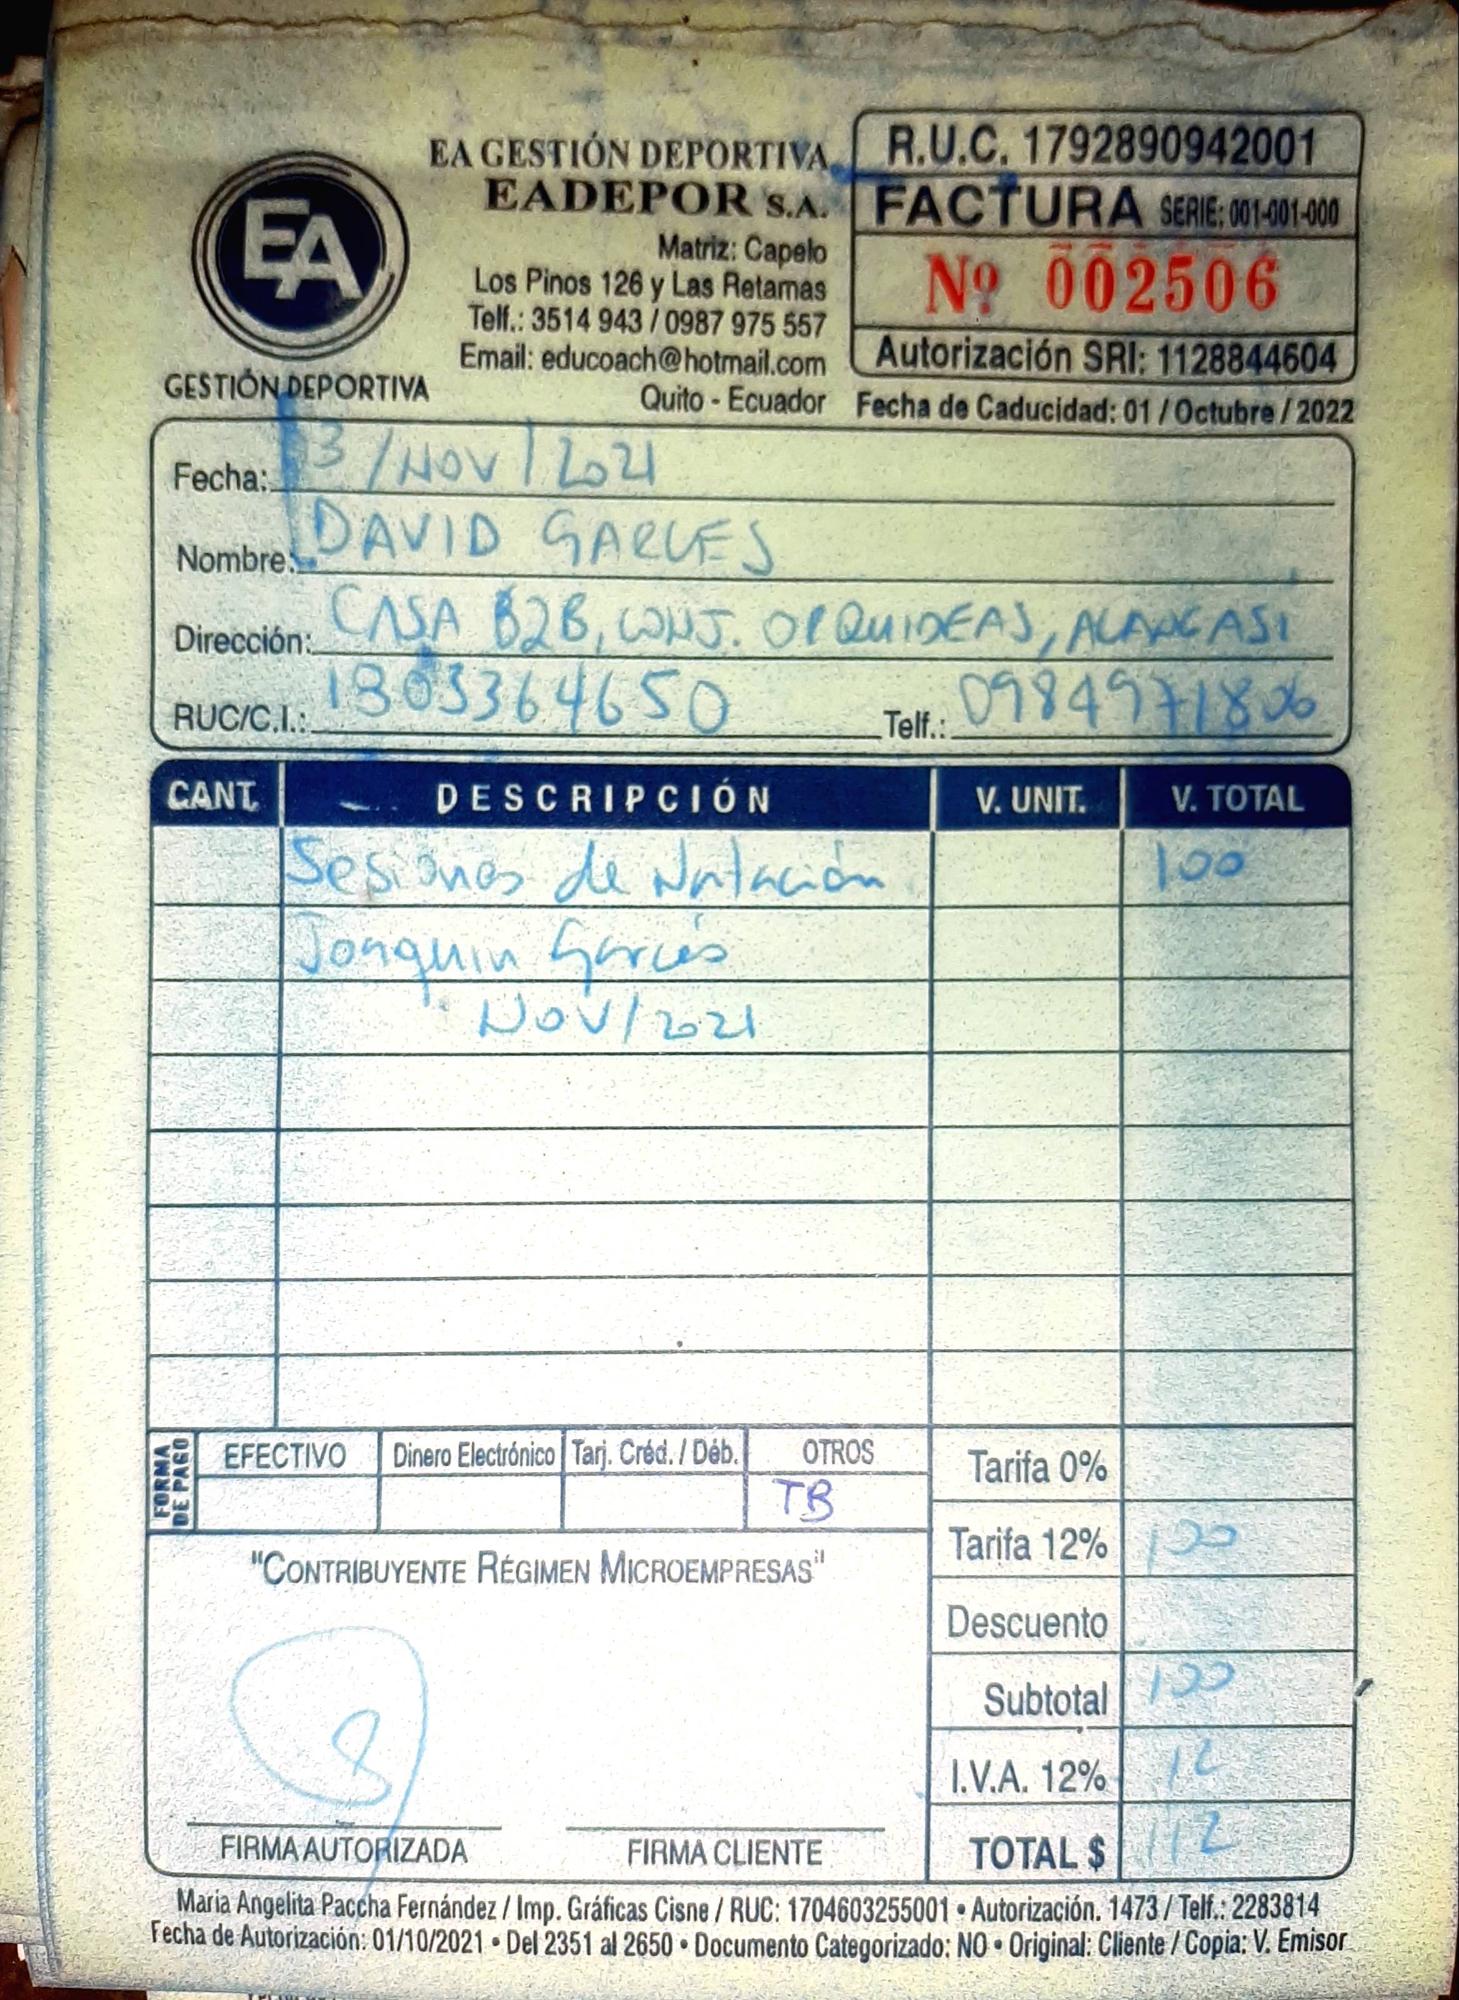 EA GESTIÓN DEPORTIVA
EADEPOR S.A.
Matriz: Capelo
Los Pinos 126 y Las Retamas
Telf.: 3514 943 / 0987 975 557
Email: educoach@hotmail.com
Quito - Ecuador
EA
GESTIÓN DEPORTIVA
R.U.C. 1792890942001
FACTURA SERIE: 001-001-000
Nº 002506
Autorización SRI: 1128844604
Fecha de Caducidad: 01 / Octubre / 2022
Fecha: 3/NOV/2021
Nombre: DAVID GARCES
Dirección: CASA B2B, CONJ. ORQUIDEAS, ALANGASI
RUC/C.I.: 1803364650 Telf.: 0984971806
CANT. DESCRIPCIÓN V. UNIT. V. TOTAL
Sesiones de Natación 100
Joaquin Garcés
NOV/2021
FORMA DE PAGO EFECTIVO Dinero Electrónico Tarj. Créd. / Déb. OTROS
TB
Tarifa 0%
Tarifa 12% 100
Descuento
Subtotal 100
I.V.A. 12% 12
TOTAL $ 112
"CONTRIBUYENTE RÉGIMEN MICROEMPRESAS"
FIRMA AUTORIZADA FIRMA CLIENTE
Maria Angelita Paccha Fernández / Imp. Gráficas Cisne / RUC: 1704603255001 • Autorización. 1473 / Telf.: 2283814
Fecha de Autorización: 01/10/2021 • Del 2351 al 2650 • Documento Categorizado: NO • Original: Cliente / Copia: V. Emisor